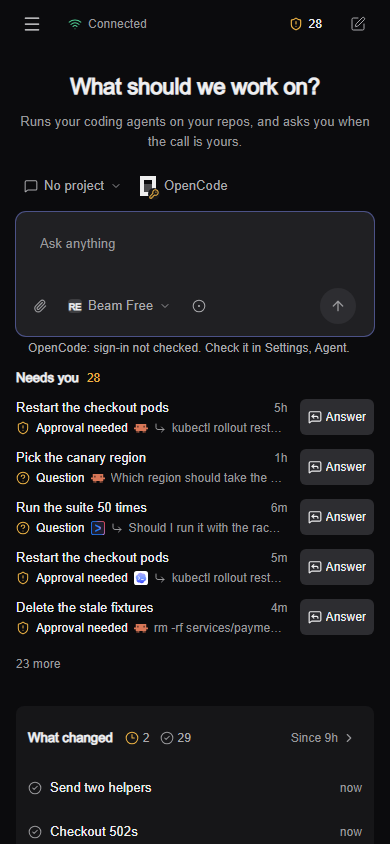 Connected
28
What should we work on?
Runs your coding agents on your repos, and asks you when
the call is yours.
No project
OpenCode
Ask anything
RE Beam Free
OpenCode: sign-in not checked. Check it in Settings, Agent.
Needs you 28
Restart the checkout pods 5h
Approval needed kubectl rollout rest...
Answer
Pick the canary region 1h
Question Which region should take the ...
Answer
Run the suite 50 times 6m
Question Should I run it with the rac...
Answer
Restart the checkout pods 5m
Approval needed kubectl rollout rest...
Answer
Delete the stale fixtures 4m
Approval needed rm -rf services/payme...
Answer
23 more
What changed 2 29 Since 9h
Send two helpers now
Checkout 502s now